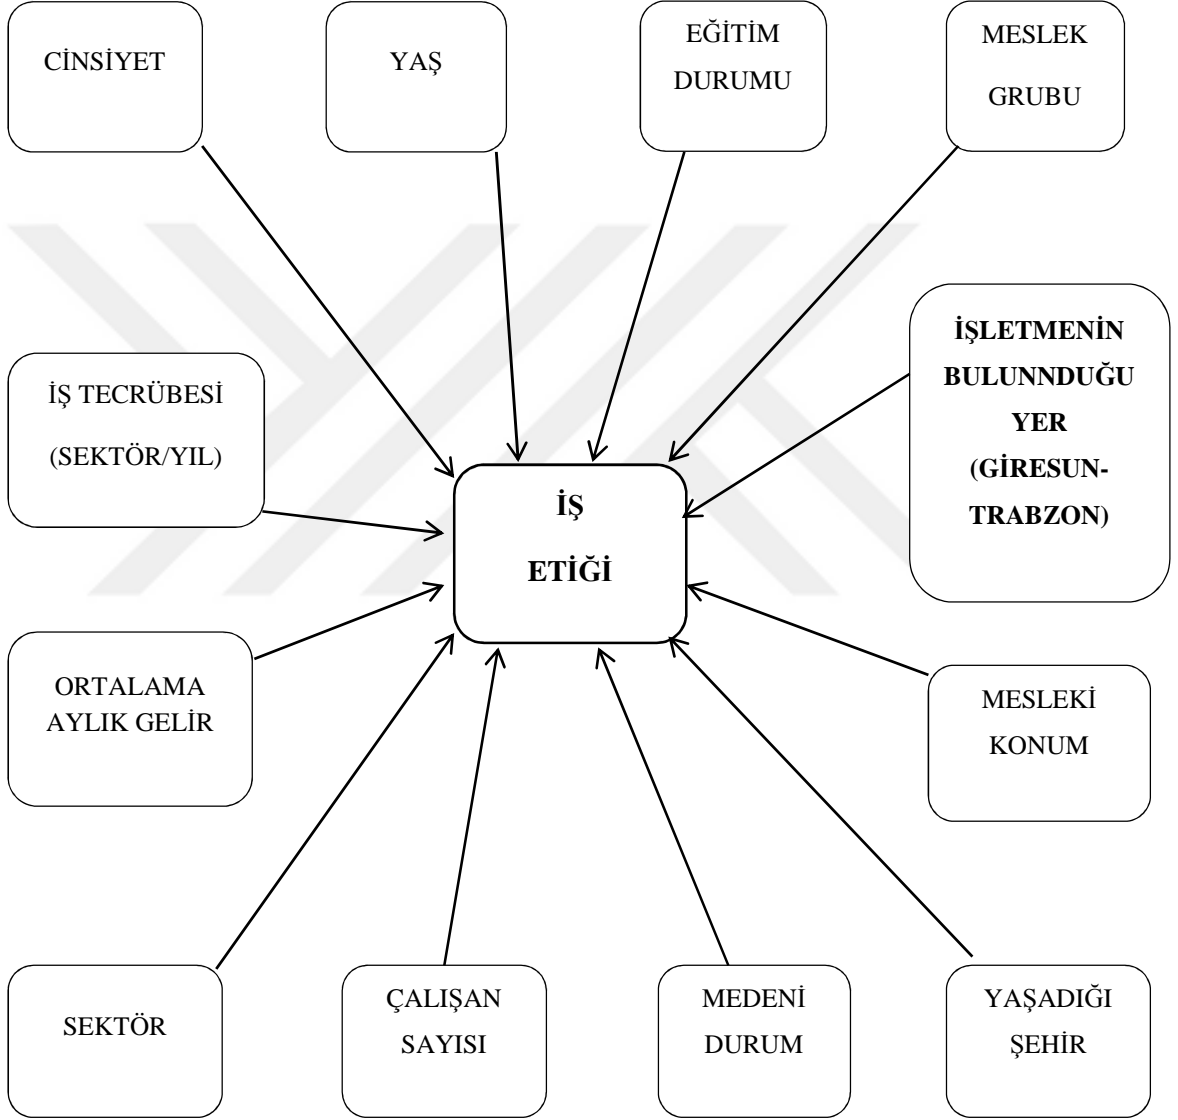 CİNSİYET
YAŞ
EĞİTİM
DURUMU
MESLEK
GRUBU
İŞ TECRÜBESİ
(SEKTÖR/YIL)
İŞLETMENİN
BULUNNDUĞU
YER
(GİRESUN-
TRABZON)
İŞ
ETİĞİ
ORTALAMA
AYLIK GELİR
MESLEKİ
KONUM
SEKTÖR
ÇALIŞAN
SAYISI
MEDENİ
DURUM
YAŞADIĞI
ŞEHİR